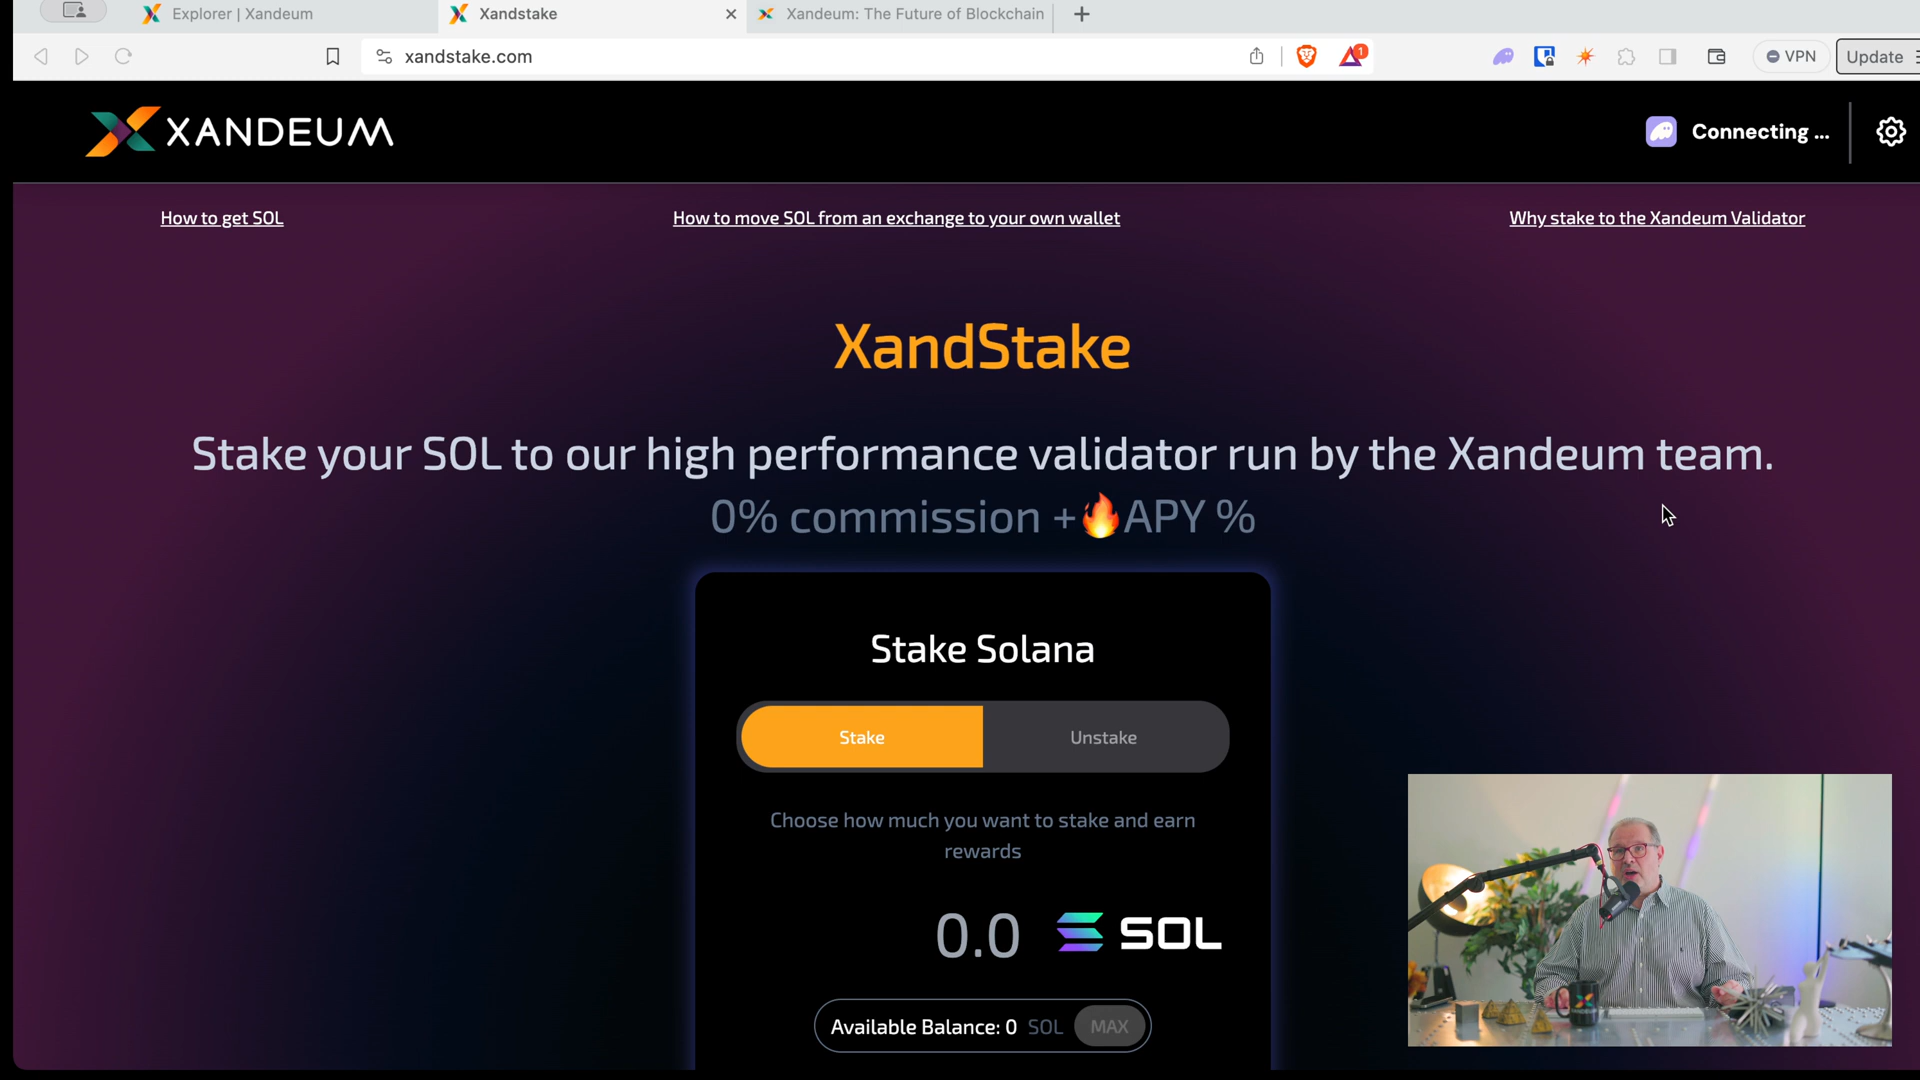 Explorer | Xandeum
Xandstake
Xandeum: The Future of Blockchain
xandstake.com
1
VPN
Update
XANDEUM
Connecting ...
How to get SOL
How to move SOL from an exchange to your own wallet
Why stake to the Xandeum Validator
XandStake
Stake your SOL to our high performance validator run by the Xandeum team.
0% commission +🔥APY %
Stake Solana
Stake
Unstake
Choose how much you want to stake and earn
rewards
0.0
SOL
Available Balance: 0 SOL MAX